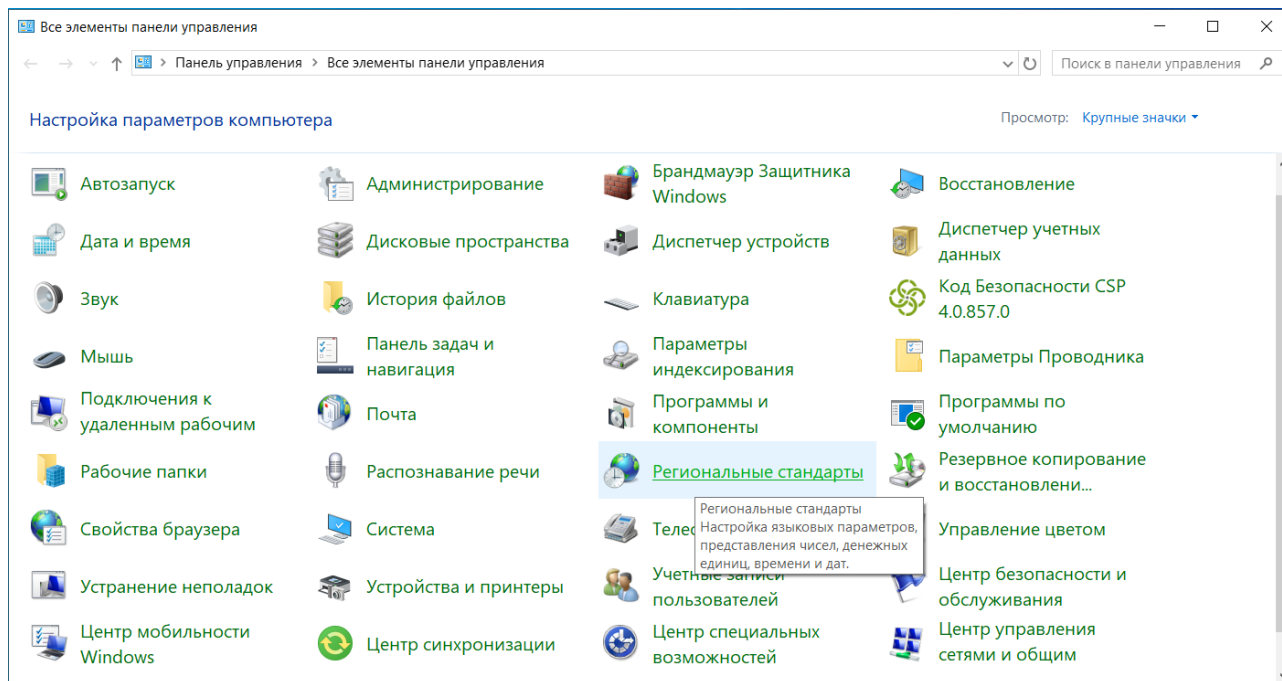 Все элементы панели управления
Панель управления > Все элементы панели управления
Поиск в панели управления
Настройка параметров компьютера
Просмотр: Крупные значки
Автозапуск
Администрирование
Брандмауэр Защитника
Windows
Восстановление
Дата и время
Дисковые пространства
Диспетчер устройств
Диспетчер учетных
данных
Звук
История файлов
Клавиатура
Код Безопасности CSP
4.0.857.0
Мышь
Панель задач и
навигация
Параметры
индексирования
Параметры Проводника
Подключения к
удаленным рабочим
Почта
Программы и
компоненты
Программы по
умолчанию
Рабочие папки
Распознавание речи
Региональные стандарты
Резервное копирование
и восстановлени...
Региональные стандарты
Настройка языковых параметров,
представления чисел, денежных
единиц, времени и дат.
Свойства браузера
Система
Управление цветом
Устранение неполадок
Устройства и принтеры
Учетные записи
пользователей
Центр безопасности и
обслуживания
Центр мобильности
Windows
Центр синхронизации
Центр специальных
возможностей
Центр управления
сетями и общим